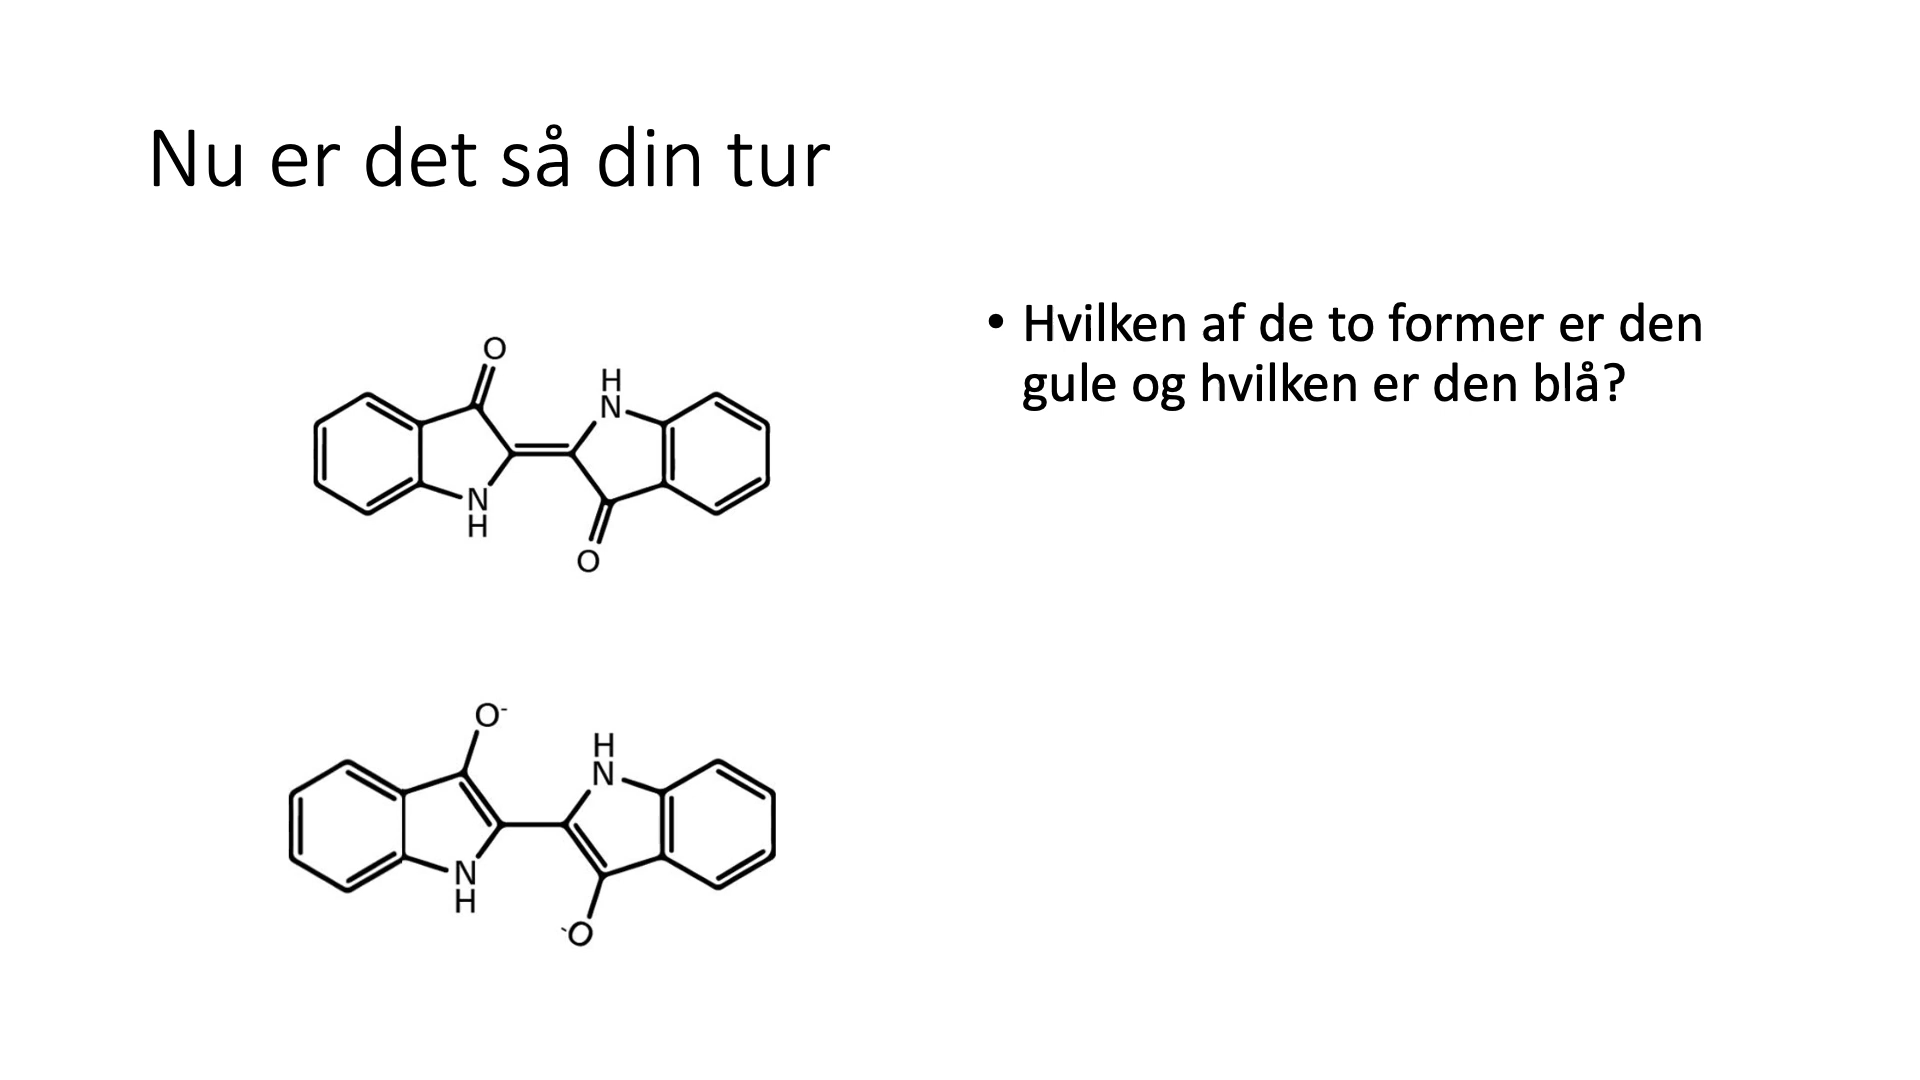 Nu er det så din tur
• Hvilken af de to former er den
gule og hvilken er den blå?
O
H
N
N
H
O
O-
H
N
N
H
-O